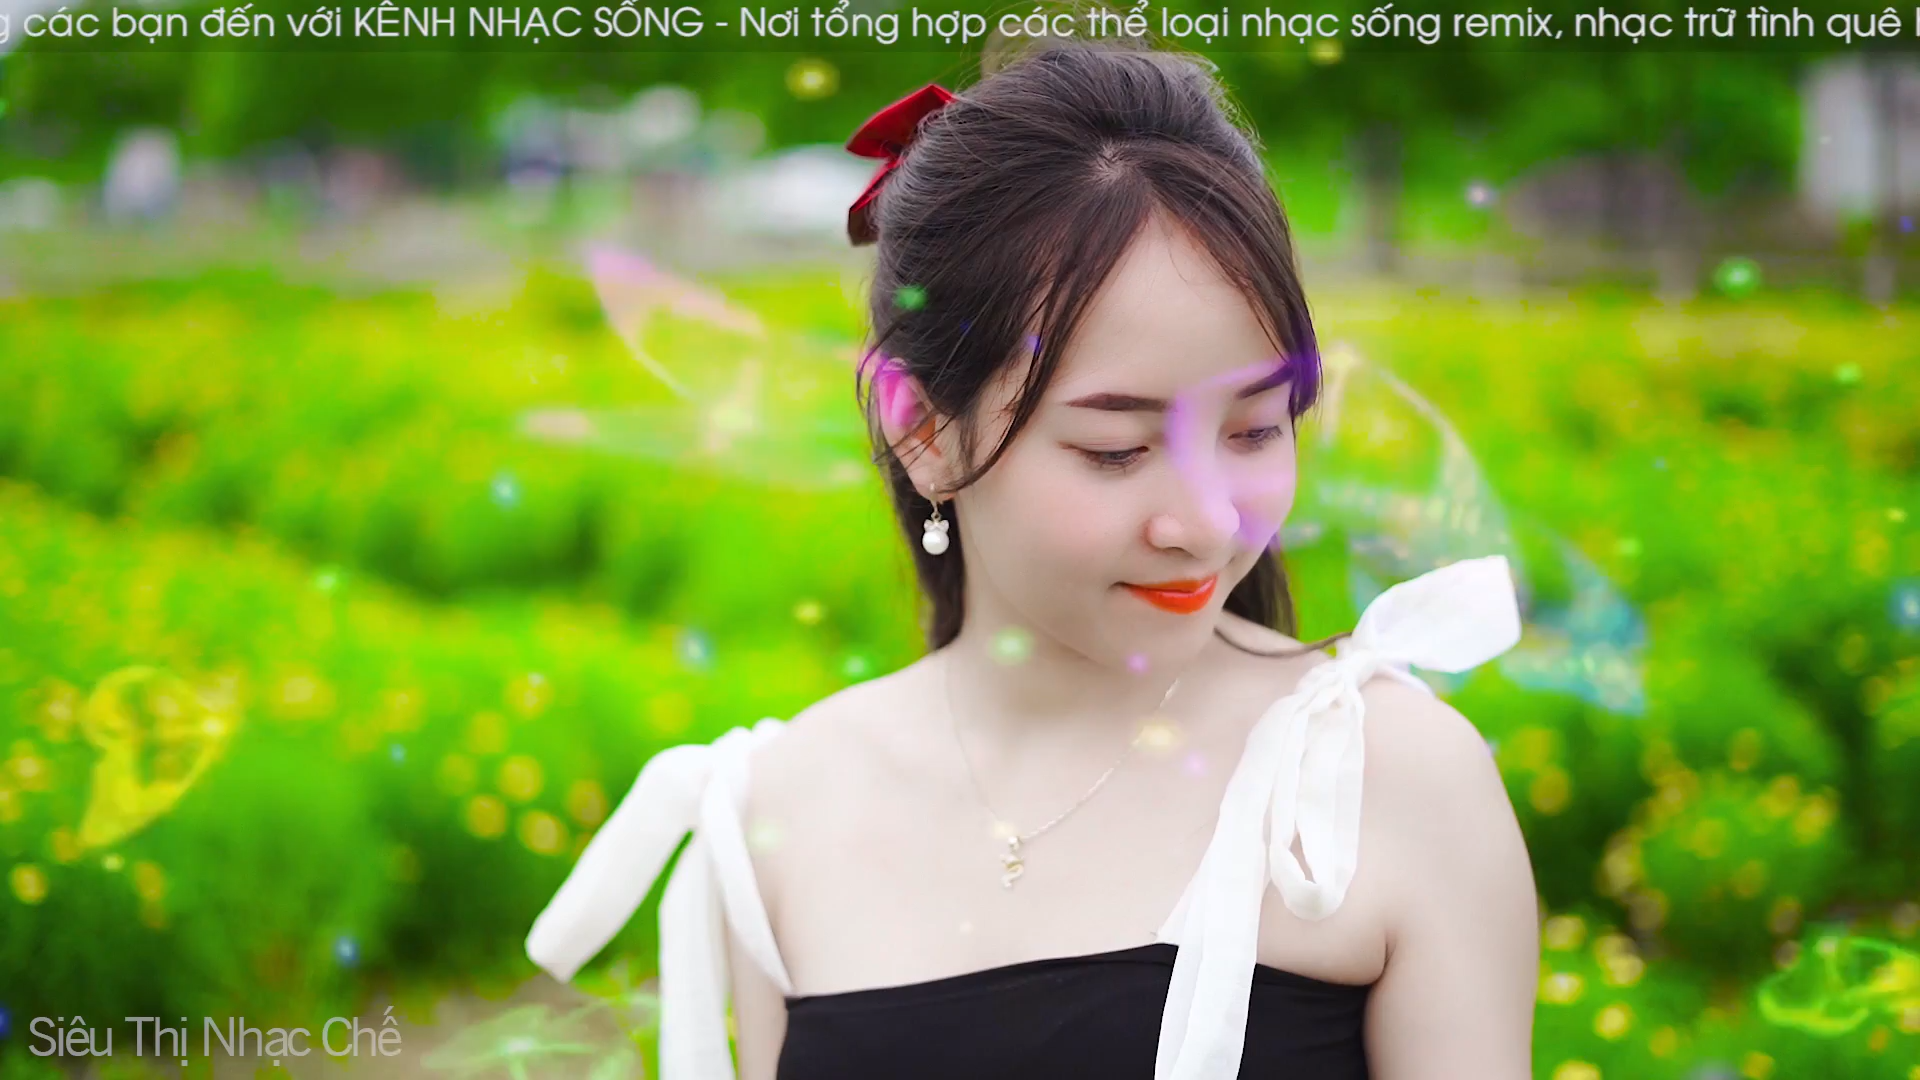 các bạn đến với KÊNH NHẠC SỐNG - Nơi tổng hợp các thể loại nhạc sống remix, nhạc trữ tình quê
Siêu Thị Nhạc Chế